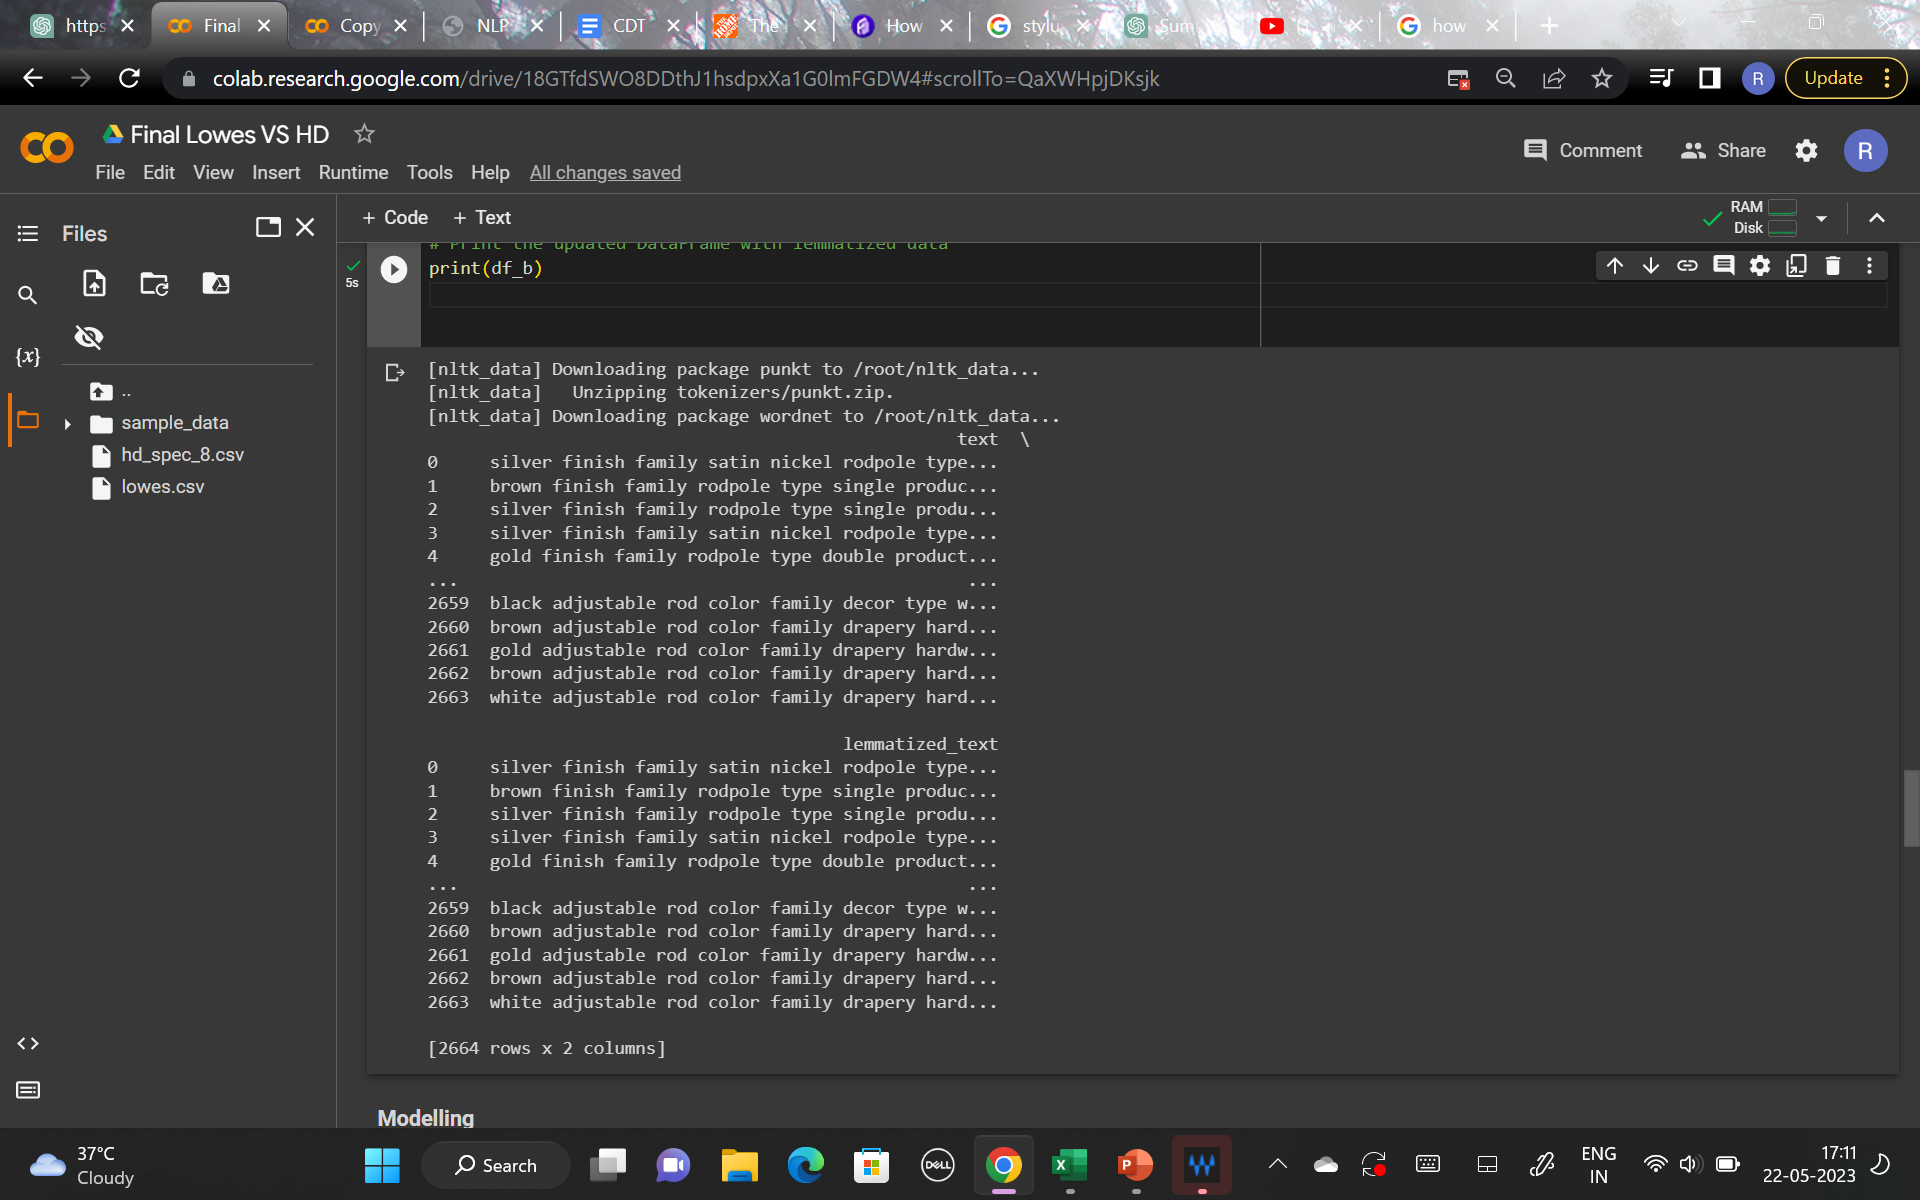 https
Final
Copy
NLP
CDT
The
How
stylu
Sum
how
colab.research.google.com/drive/18GTfdSWO8DDthJ1hsdpxXa1G0lmFGDW4#scrollTo=QaXWHpjDKsjk
R
Update
Final Lowes VS HD
File Edit View Insert Runtime Tools Help All changes saved
Comment
Share
R
Files
+ Code + Text
RAM
Disk
{x}
..
sample_data
hd_spec_8.csv
lowes.csv
# Print the updated DataFrame with lemmatized data
5s
print(df_b)
[nltk_data] Downloading package punkt to /root/nltk_data...
[nltk_data]   Unzipping tokenizers/punkt.zip.
[nltk_data] Downloading package wordnet to /root/nltk_data...
text  \
0     silver finish family satin nickel rodpole type...
1     brown finish family rodpole type single produc...
2     silver finish family rodpole type single produ...
3     silver finish family satin nickel rodpole type...
4     gold finish family rodpole type double product...
...   ...
2659  black adjustable rod color family decor type w...
2660  brown adjustable rod color family drapery hard...
2661  gold adjustable rod color family drapery hardw...
2662  brown adjustable rod color family drapery hard...
2663  white adjustable rod color family drapery hard...
lemmatized_text
0     silver finish family satin nickel rodpole type...
1     brown finish family rodpole type single produc...
2     silver finish family rodpole type single produ...
3     silver finish family satin nickel rodpole type...
4     gold finish family rodpole type double product...
...   ...
2659  black adjustable rod color family decor type w...
2660  brown adjustable rod color family drapery hard...
2661  gold adjustable rod color family drapery hardw...
2662  brown adjustable rod color family drapery hard...
2663  white adjustable rod color family drapery hard...
[2664 rows x 2 columns]
Modelling
37°C
Cloudy
Search
DELL
X
P
ENG
IN
17:11
22-05-2023